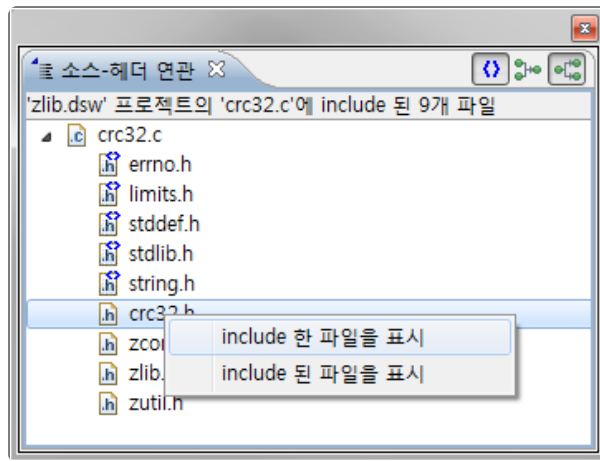 소스-헤더 연관
'zlib.dsw' 프로젝트의 'crc32.c'에 include 된 9개 파일
.c crc32.c
.h errno.h
.h limits.h
.h stddef.h
.h stdlib.h
.h string.h
.h crc32.h
.h
include 한 파일을 표시
.h zlib.
include 된 파일을 표시
.h zutil.h